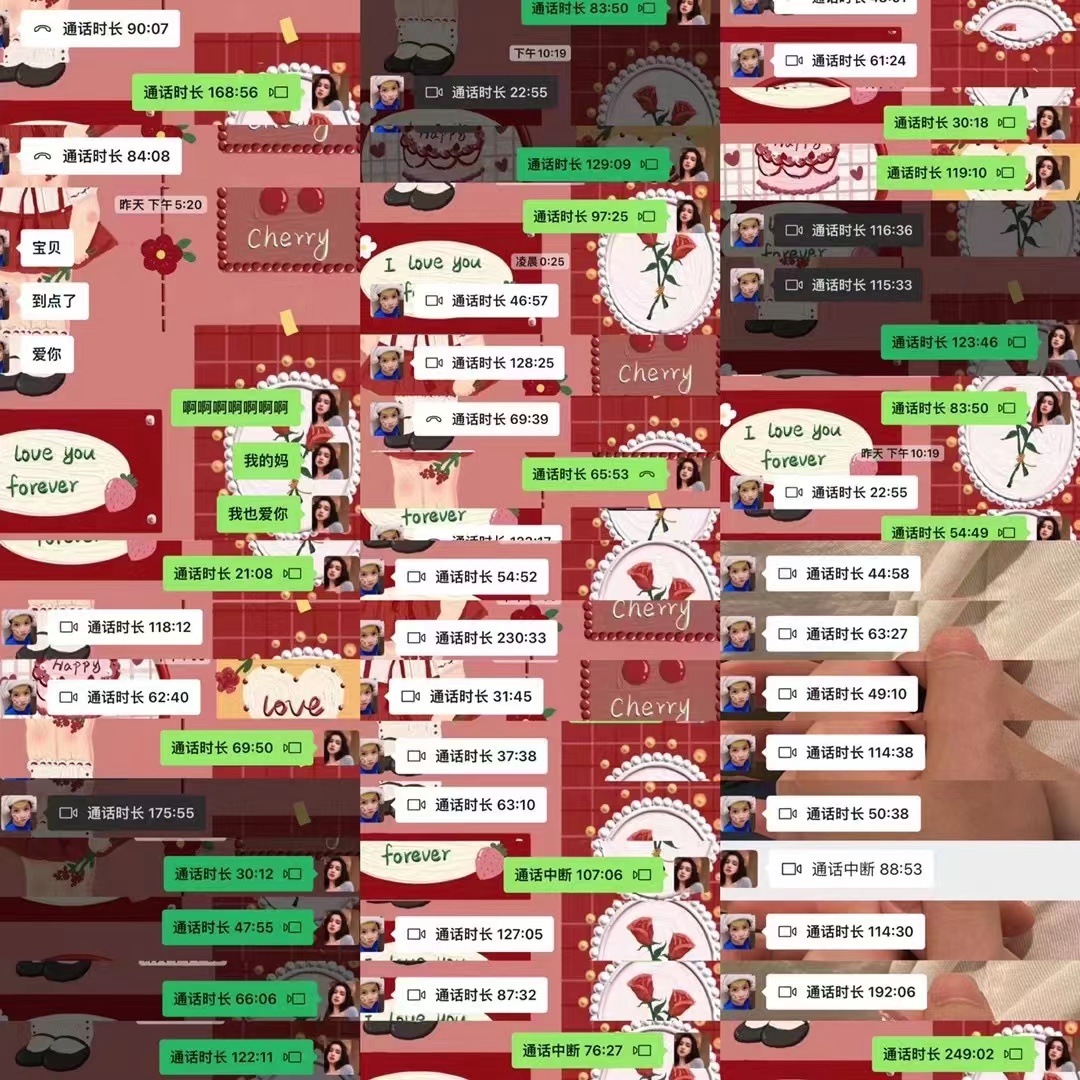 通话时长 90:07
通话时长 168:56
Cherry
通话时长 84:08
昨天 下午 5:20
宝贝
Cherry
到点了
爱你
啊啊啊啊啊啊啊
我的妈
love you
forever
我也爱你
通话时长 21:08
通话时长 118:12
Happy
通话时长 62:40
love
通话时长 69:50
通话时长 175:55
通话时长 30:12
通话时长 47:55
通话时长 66:06
通话时长 122:11
通话时长 83:50
下午 10:19
通话时长 22:55
Happy
通话时长 129:09
通话时长 97:25
I love you
凌晨 0:25
通话时长 46:57
通话时长 128:25
Cherry
通话时长 69:39
通话时长 65:53
forever
通话时长 54:52
Cherry
通话时长 230:33
通话时长 31:45
Cherry
通话时长 37:38
通话时长 63:10
forever
通话中断 107:06
通话时长 127:05
通话时长 87:32
I love you
通话中断 76:27
通话时长 61:24
通话时长 30:18
通话时长 119:10
通话时长 116:36
forever
通话时长 115:33
通话时长 123:46
通话时长 83:50
I love you
forever
昨天 下午 10:19
通话时长 22:55
通话时长 54:49
通话时长 44:58
通话时长 63:27
通话时长 49:10
通话时长 114:38
通话时长 50:38
通话中断 88:53
通话时长 114:30
通话时长 192:06
通话时长 249:02